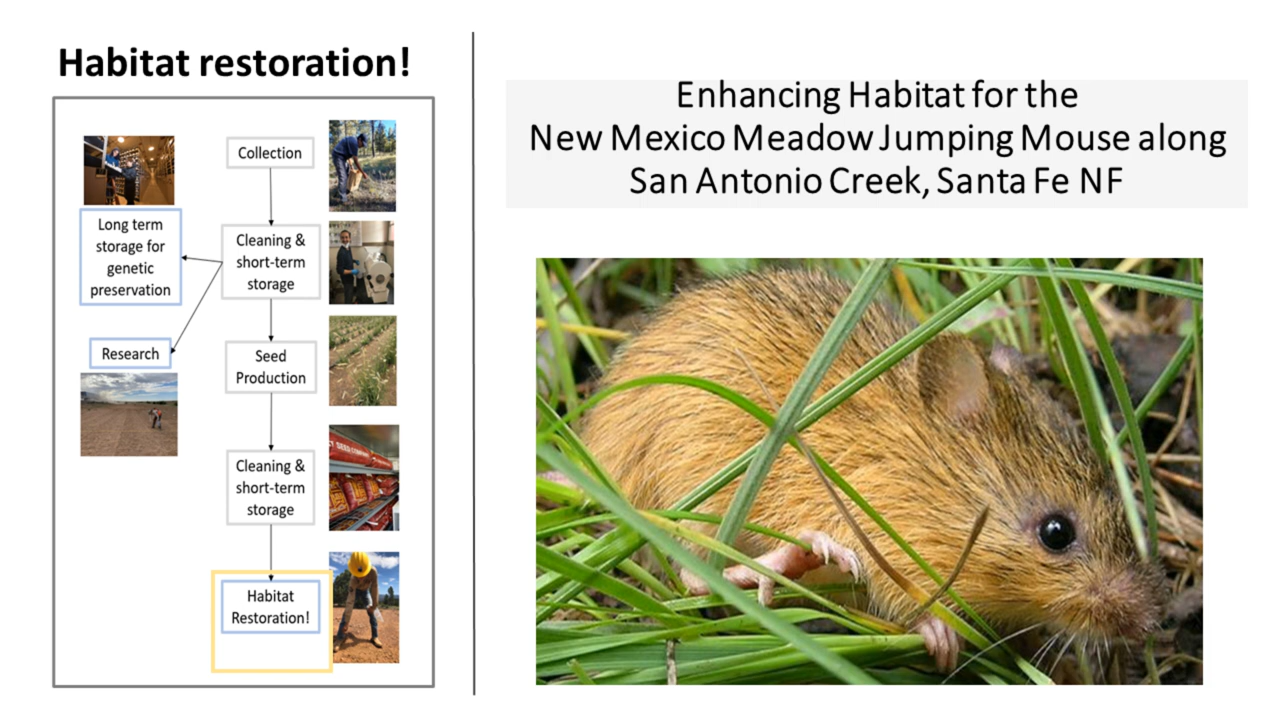 Habitat restoration!
Collection
Long term
storage for
genetic
preservation
Cleaning &
short-term
storage
Research
Seed
Production
Cleaning &
short-term
storage
Habitat
Restoration!
Enhancing Habitat for the
New Mexico Meadow Jumping Mouse along
San Antonio Creek, Santa Fe NF